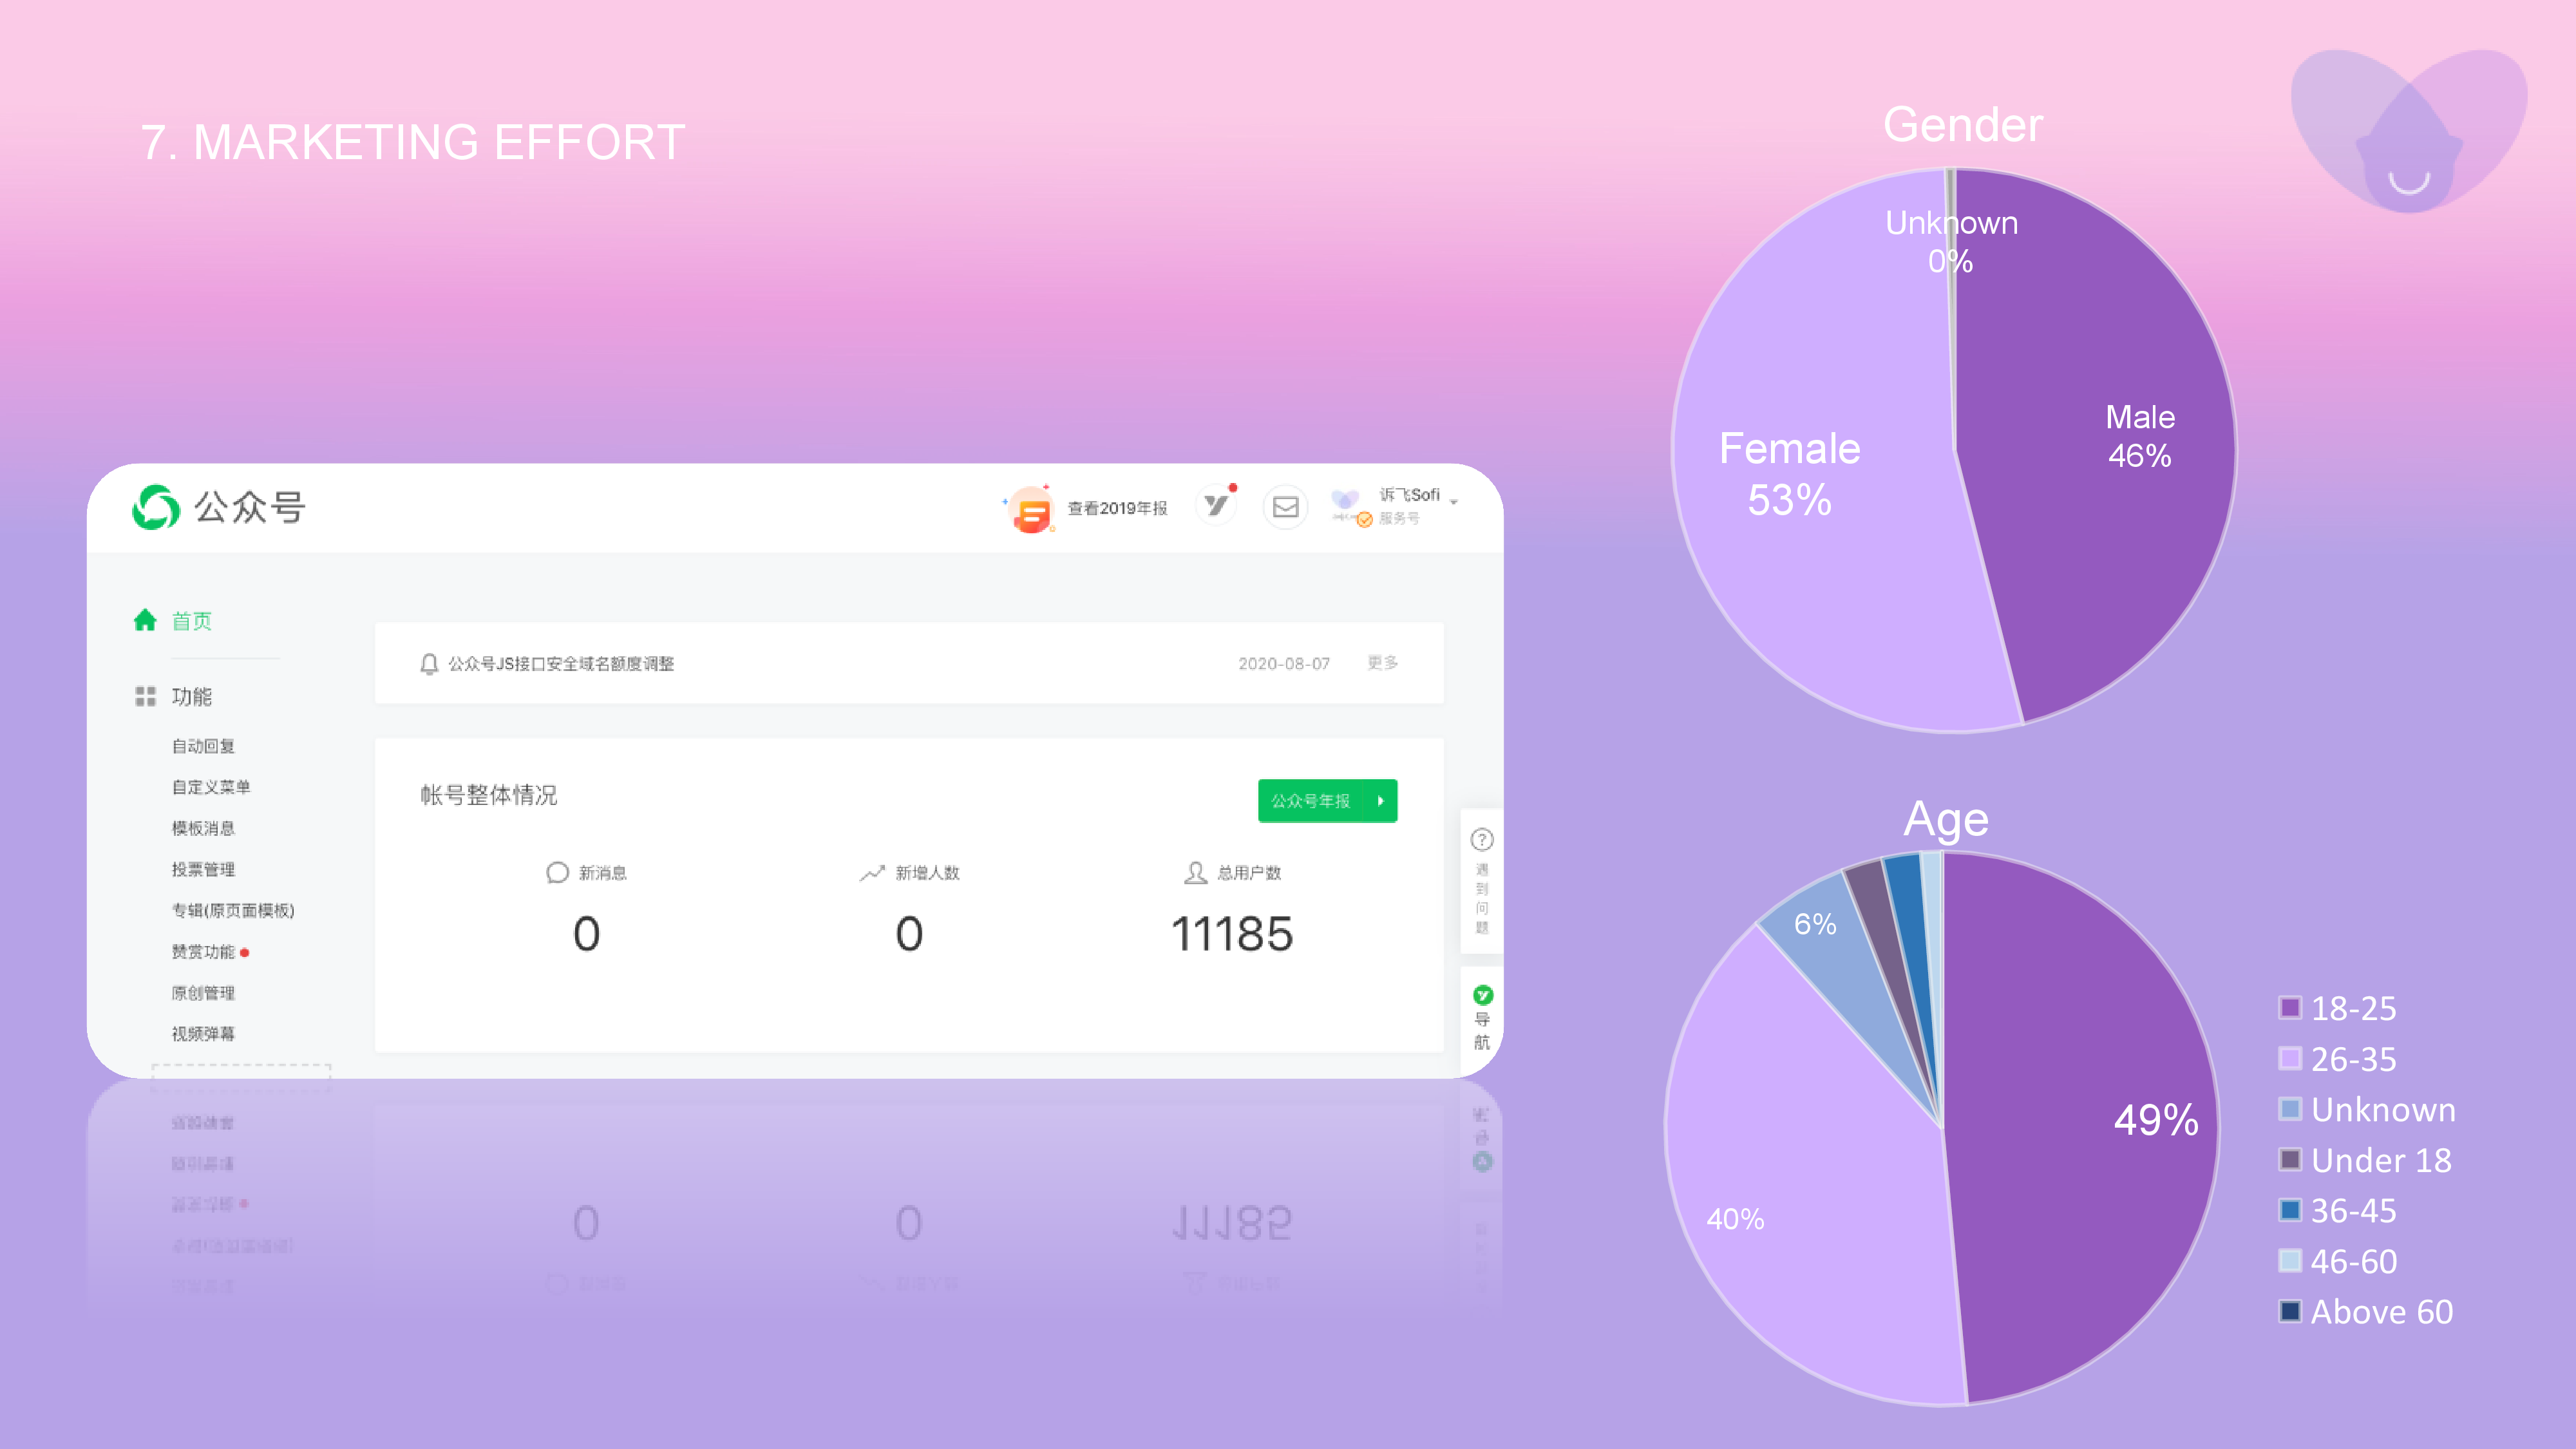 7. MARKETING EFFORT
公众号
查看2019年报
诉飞Sofi
服务号
首页
功能
自动回复
自定义菜单
模板消息
投票管理
专辑(原页面模板)
赞赏功能
原创管理
视频弹幕
公众号JS接口安全域名额度调整
2020-08-07
更多
帐号整体情况
公众号年报
新消息
0
新增人数
0
总用户数
11185
遇到问题
导航
Gender
Unknown
0%
Male
46%
Female
53%
Age
6%
49%
40%
18-25
26-35
Unknown
Under 18
36-45
46-60
Above 60